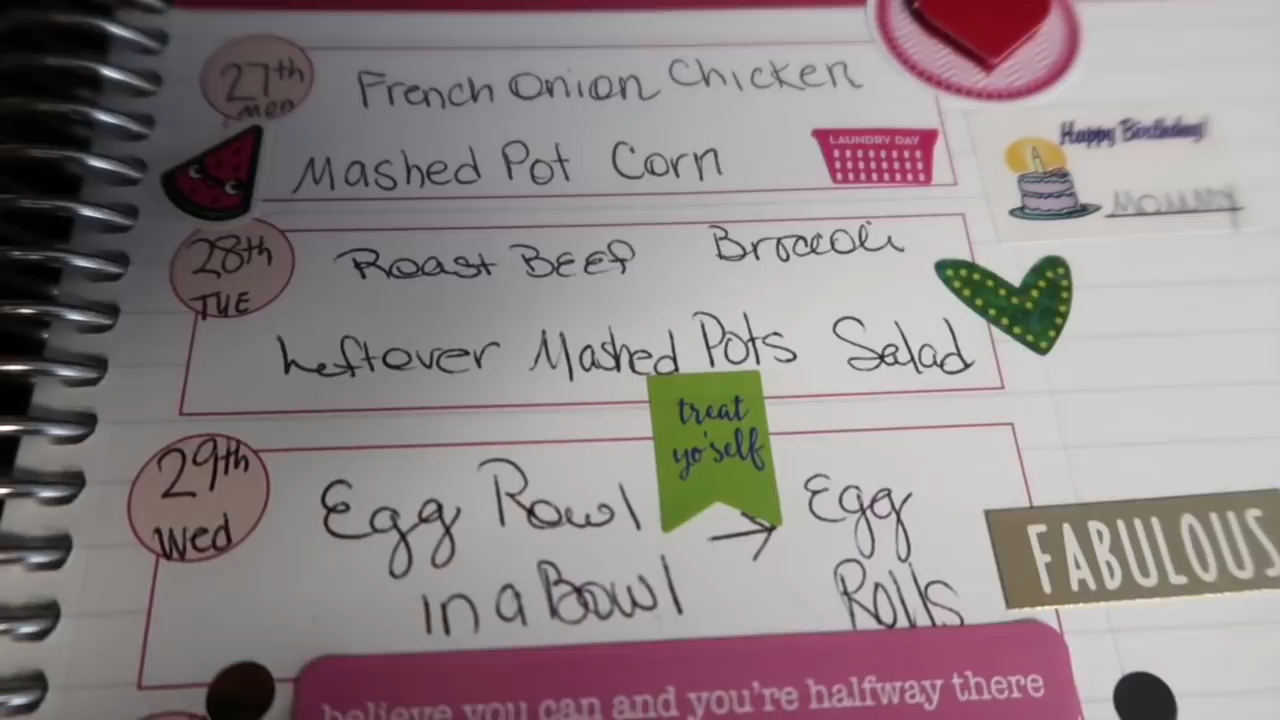 27th
Mon
French Onion Chicken
Mashed Pot Corn
LAUNDRY DAY
Happy Birthday!
Mommy
28th
TUE
Roast Beef Broccoli
Leftover Mashed Pots Salad
treat
yo'self
29th
Wed
Egg Rowl
in a Bowl
→ Egg
Rolls
FABULOUS
believe you can and you're halfway there